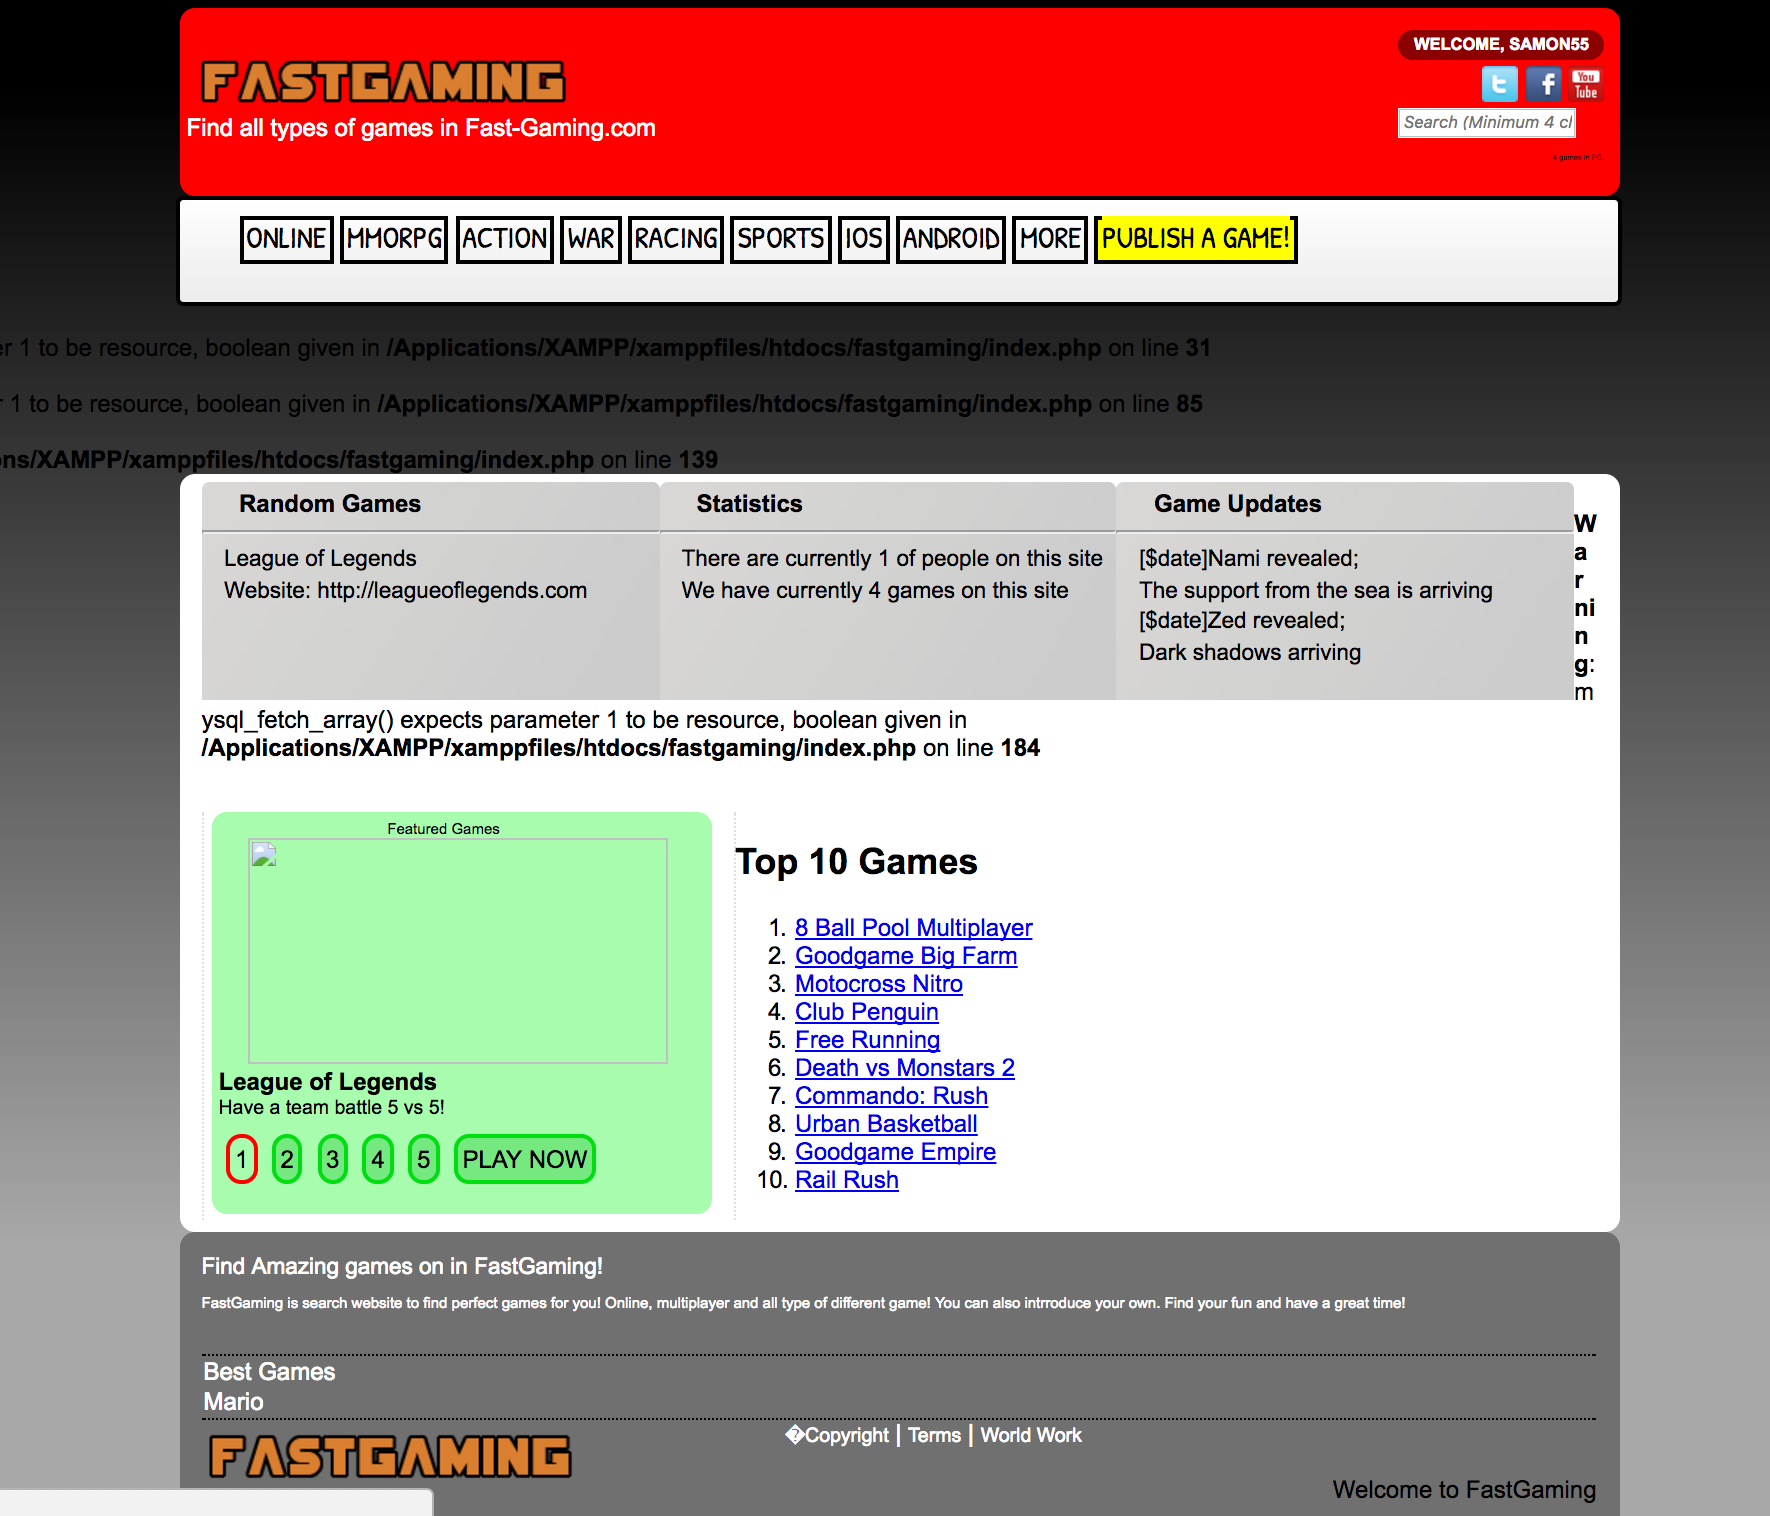 WELCOME, SAMON55
FASTGAMING
You
Tube
Find all types of games in Fast-Gaming.com
Search (Minimum 4 cl
4 games in FG.
ONLINE MMORPG ACTION WAR RACING SPORTS IOS ANDROID MORE PUBLISH A GAME!
er 1 to be resource, boolean given in /Applications/XAMPP/xamppfiles/htdocs/fastgaming/index.php on line 31
r 1 to be resource, boolean given in /Applications/XAMPP/xamppfiles/htdocs/fastgaming/index.php on line 85
ons/XAMPP/xamppfiles/htdocs/fastgaming/index.php on line 139
Random Games
League of Legends
Website: http://leagueoflegends.com
Statistics
There are currently 1 of people on this site
We have currently 4 games on this site
Game Updates
[$date]Nami revealed;
The support from the sea is arriving
[$date]Zed revealed;
Dark shadows arriving
W
a
r
ni
n
g:
m
ysql_fetch_array() expects parameter 1 to be resource, boolean given in
/Applications/XAMPP/xamppfiles/htdocs/fastgaming/index.php on line 184
Featured Games
League of Legends
Have a team battle 5 vs 5!
1 2 3 4 5 PLAY NOW
Top 10 Games
1. 8 Ball Pool Multiplayer
2. Goodgame Big Farm
3. Motocross Nitro
4. Club Penguin
5. Free Running
6. Death vs Monstars 2
7. Commando: Rush
8. Urban Basketball
9. Goodgame Empire
10. Rail Rush
Find Amazing games on in FastGaming!
FastGaming is search website to find perfect games for you! Online, multiplayer and all type of different game! You can also intrroduce your own. Find your fun and have a great time!
Best Games
Mario
�Copyright | Terms | World Work
FASTGAMING
Welcome to FastGaming